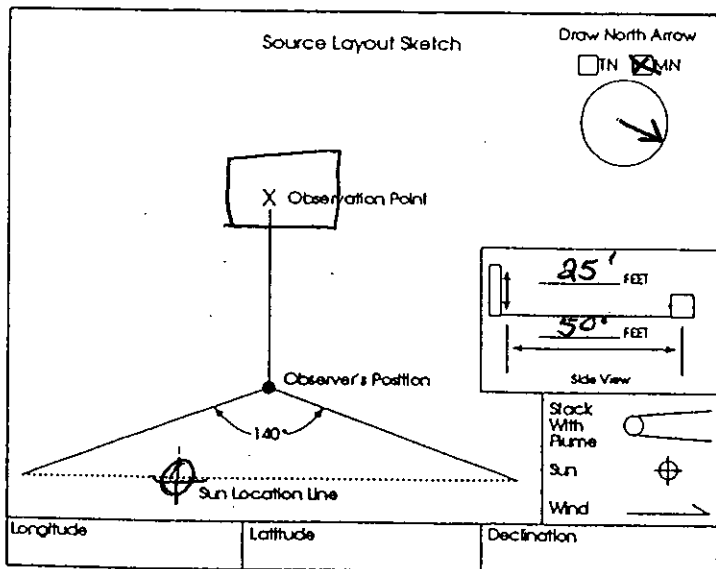 Source Layout Sketch
Draw North Arrow
TN MN
X Observation Point
25' FEET
50' FEET
Side View
Observer's Position
140°
Sun Location Line
Stack
With
Plume
Sun
Wind
Longitude
Latitude
Declination